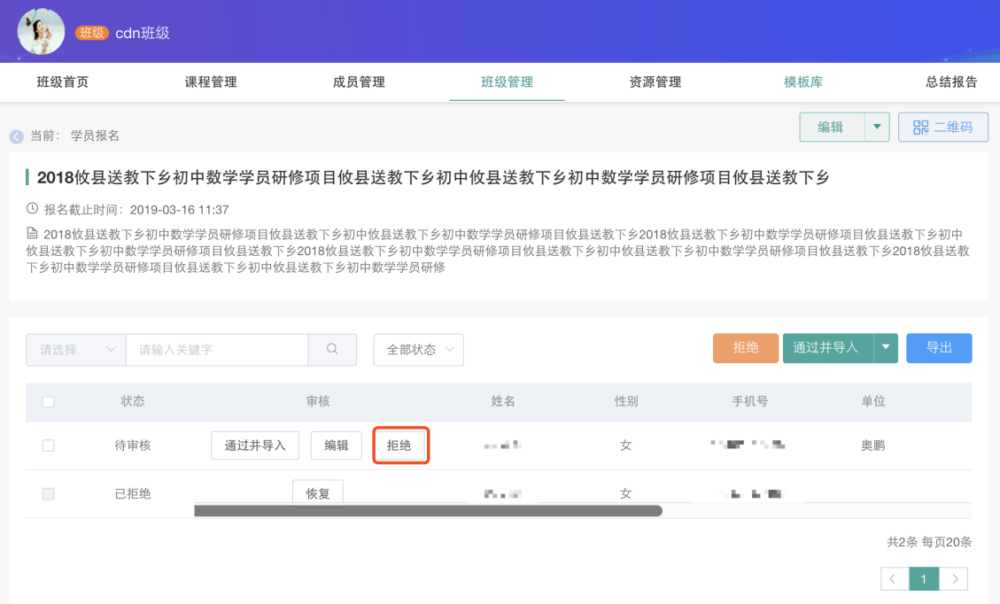 班级 cdn班级
班级首页 课程管理 成员管理 班级管理 资源管理 模板库 总结报告
当前： 学员报名 编辑 二维码
2018攸县送教下乡初中数学学员研修项目攸县送教下乡初中攸县送教下乡初中数学学员研修项目攸县送教下乡
报名截止时间：2019-03-16 11:37
2018攸县送教下乡初中数学学员研修项目攸县送教下乡初中攸县送教下乡初中数学学员研修项目攸县送教下乡2018攸县送教下乡初中数学学员研修项目攸县送教下乡初中
攸县送教下乡初中数学学员研修项目攸县送教下乡2018攸县送教下乡初中数学学员研修项目攸县送教下乡初中攸县送教下乡初中数学学员研修项目攸县送教下乡2018攸县送教
下乡初中数学学员研修项目攸县送教下乡初中攸县送教下乡初中数学学员研修
请选择 请输入关键字 全部状态 拒绝 通过并导入 导出
状态 审核 姓名 性别 手机号 单位
待审核 通过并导入 编辑 拒绝 女 奥鹏
已拒绝 恢复 女
共2条 每页20条
1